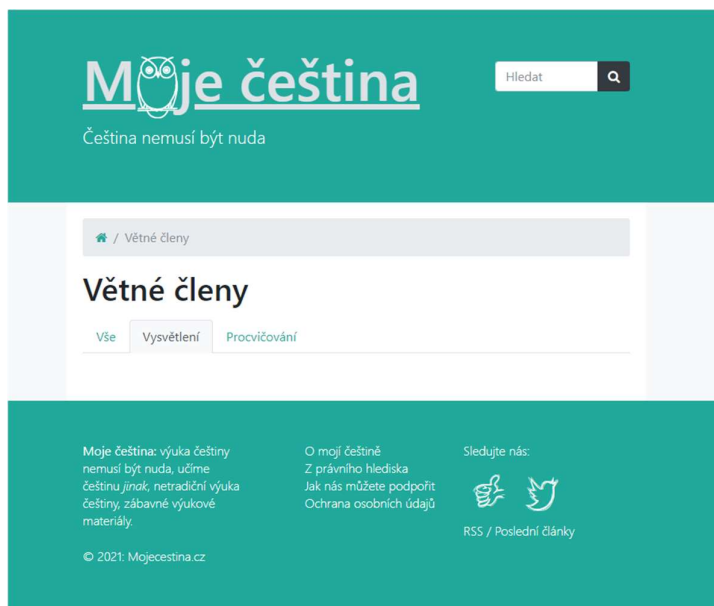 Moje čeština
Hledat
Čeština nemusí být nuda
/ Větné členy
Větné členy
Vše
Vysvětlení
Procvičování
Moje čeština: výuka češtiny
nemusí být nuda, učíme
češtinu jinak, netradiční výuka
češtiny, zábavné výukové
materiály.
© 2021: Mojecestina.cz
O mojí češtině
Z právního hlediska
Jak nás můžete podpořit
Ochrana osobních údajů
Sledujte nás:
RSS / Poslední články